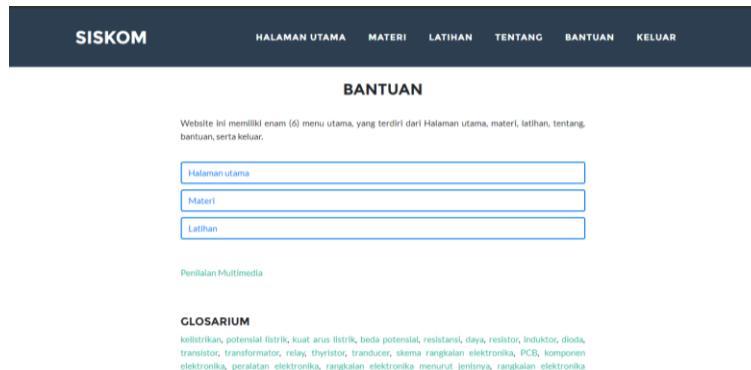 SISKOM HALAMAN UTAMA MATERI LATIHAN TENTANG BANTUAN KELUAR
BANTUAN
Website ini memiliki enam (6) menu utama, yang terdiri dari Halaman utama, materi, latihan, tentang,
bantuan, serta keluar.
Halaman utama
Materi
Latihan
Penilaian Multimedia
GLOSARIUM
kelistrikan, potensial listrik, kuat arus listrik, beda potensial, resistansi, daya, resistor, induktor, dioda,
transistor, transformator, relay, thyristor, tranducer, skema rangkaian elektronika, PCB, komponen
elektronika, peralatan elektronika, rangkaian elektronika menurut jenisnya, rangkaian elektronika